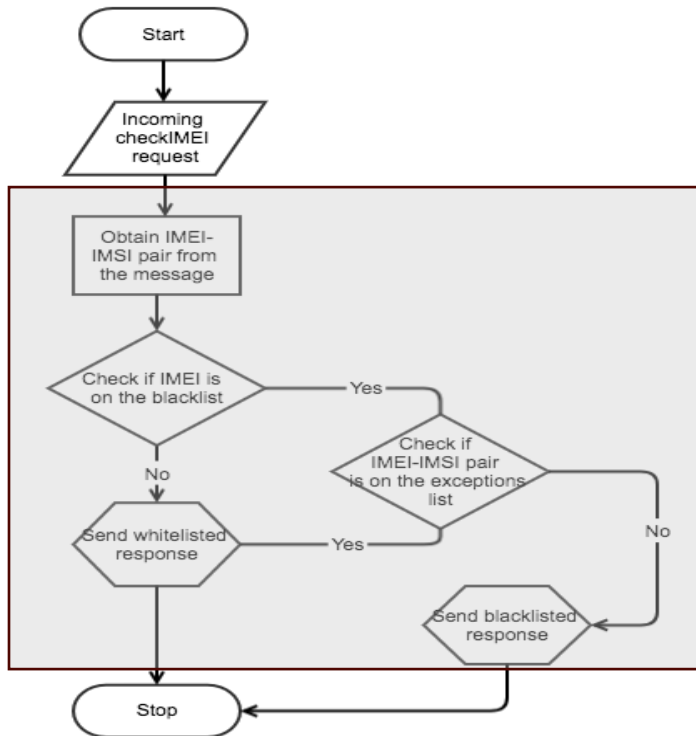 Start
Incoming
checkIMEI
request
Obtain IMEI-
IMSI pair from
the message
Check if IMEI is
on the blacklist
Yes
Check if
IMEI-IMSI pair
is on the exceptions
list
No
Send whitelisted
response
Yes
No
Send blacklisted
response
Stop